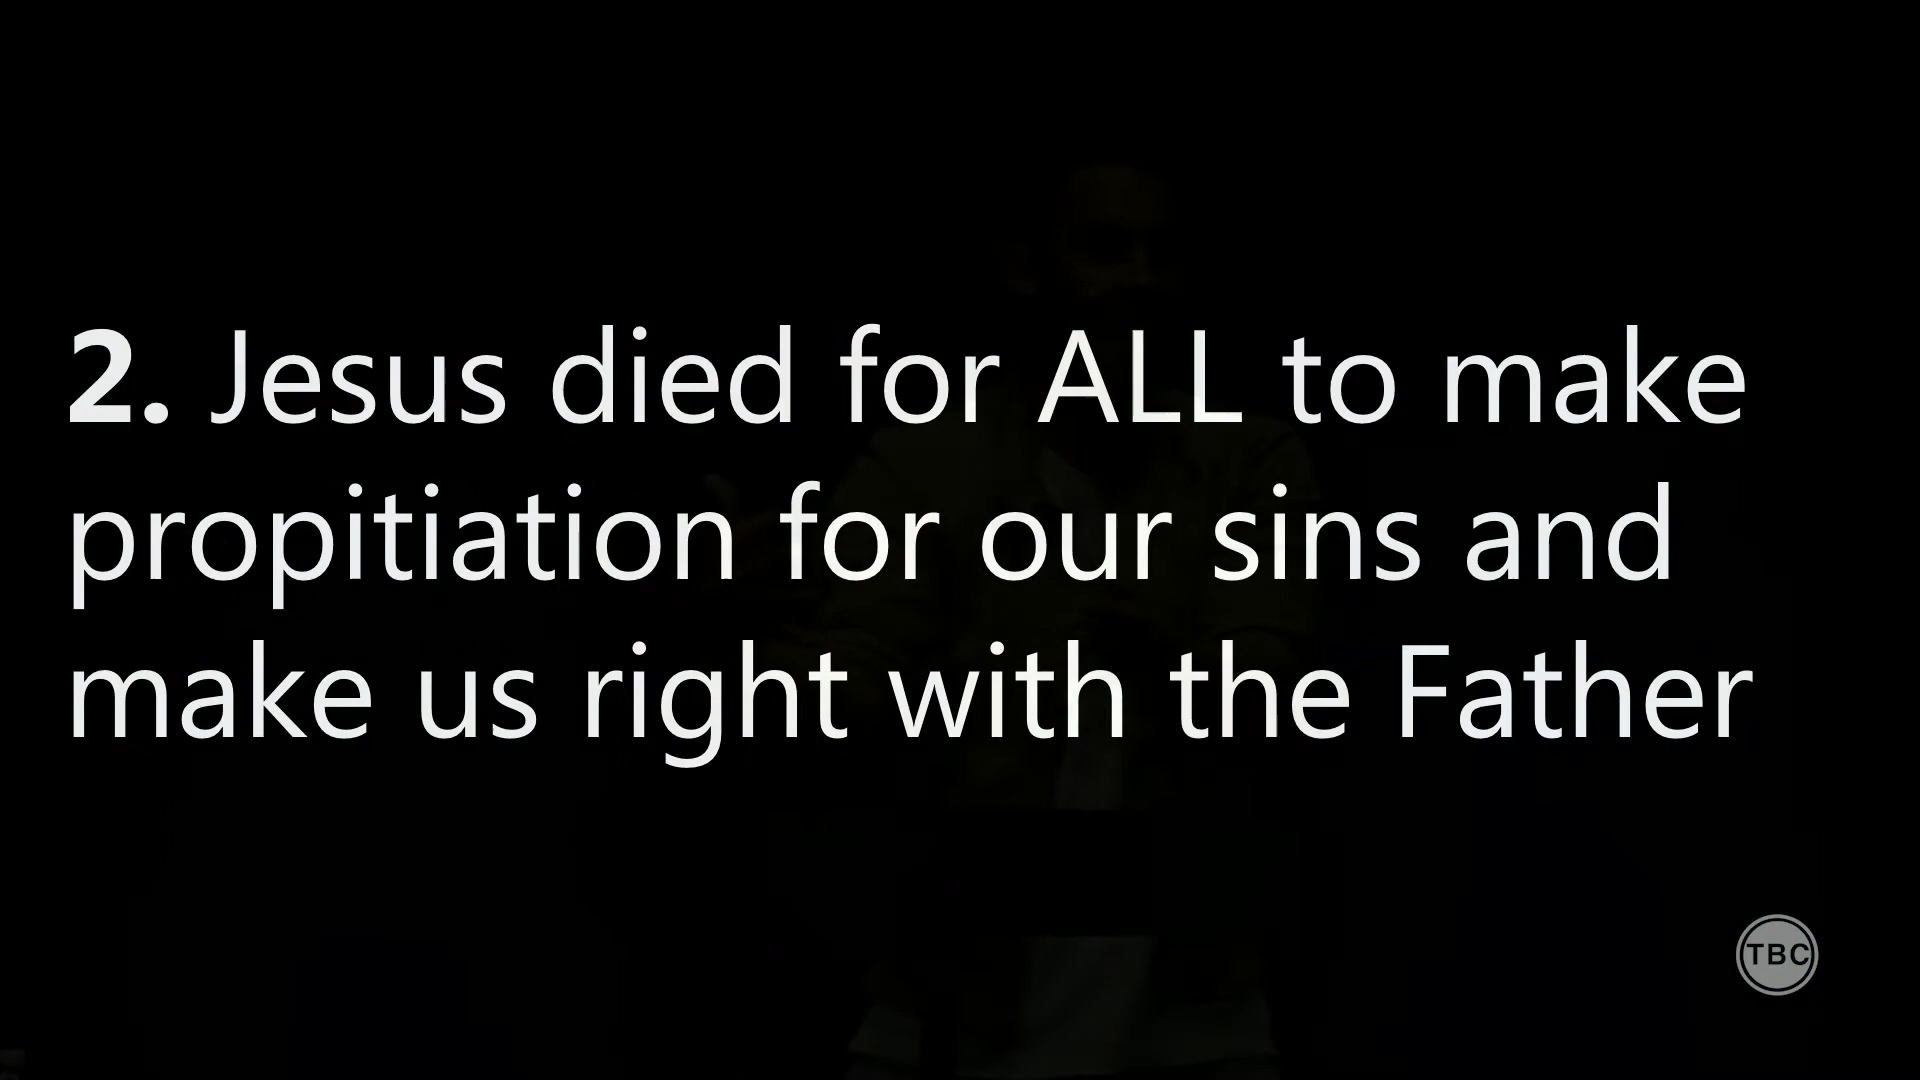 2. Jesus died for ALL to make
propitiation for our sins and
make us right with the Father
TBC